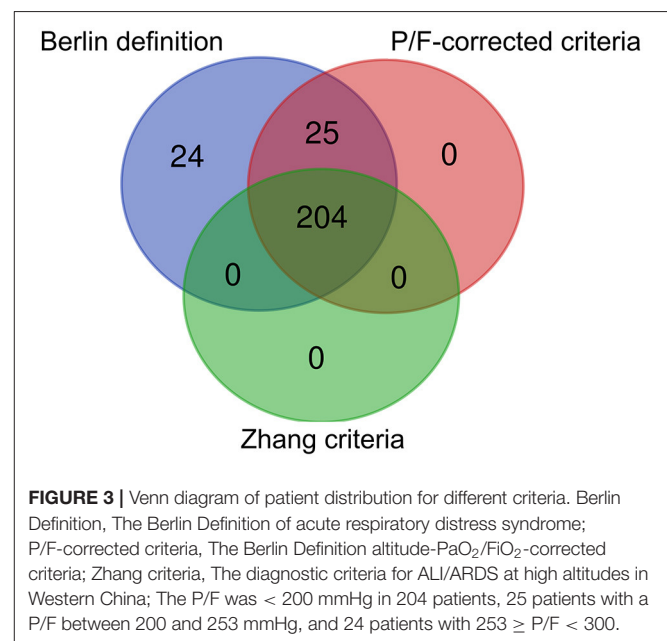 Berlin definition
P/F-corrected criteria
24
25
0
204
0
0
0
Zhang criteria
FIGURE 3 | Venn diagram of patient distribution for different criteria. Berlin
Definition, The Berlin Definition of acute respiratory distress syndrome;
P/F-corrected criteria, The Berlin Definition altitude-PaO₂/FiO₂-corrected
criteria; Zhang criteria, The diagnostic criteria for ALI/ARDS at high altitudes in
Western China; The P/F was < 200 mmHg in 204 patients, 25 patients with a
P/F between 200 and 253 mmHg, and 24 patients with 253 ≥ P/F < 300.